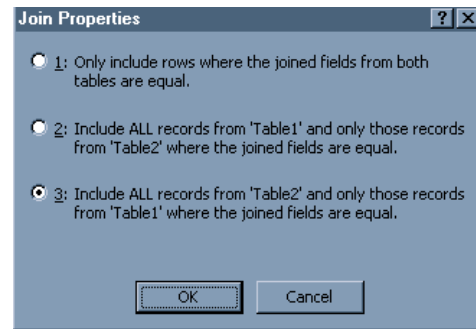 Join Properties
1: Only include rows where the joined fields from both
tables are equal.
2: Include ALL records from 'Table1' and only those records
from 'Table2' where the joined fields are equal.
3: Include ALL records from 'Table2' and only those records
from 'Table1' where the joined fields are equal.
OK Cancel